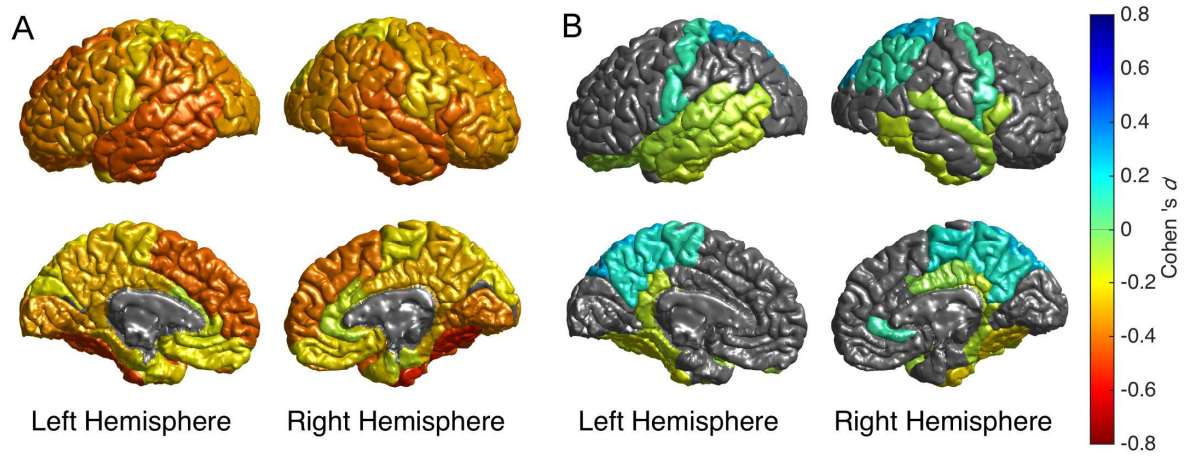 A
B
0.8
0.6
0.4
0.2
0
-0.2
-0.4
-0.6
-0.8
Cohen 's d
Left Hemisphere
Right Hemisphere
Left Hemisphere
Right Hemisphere